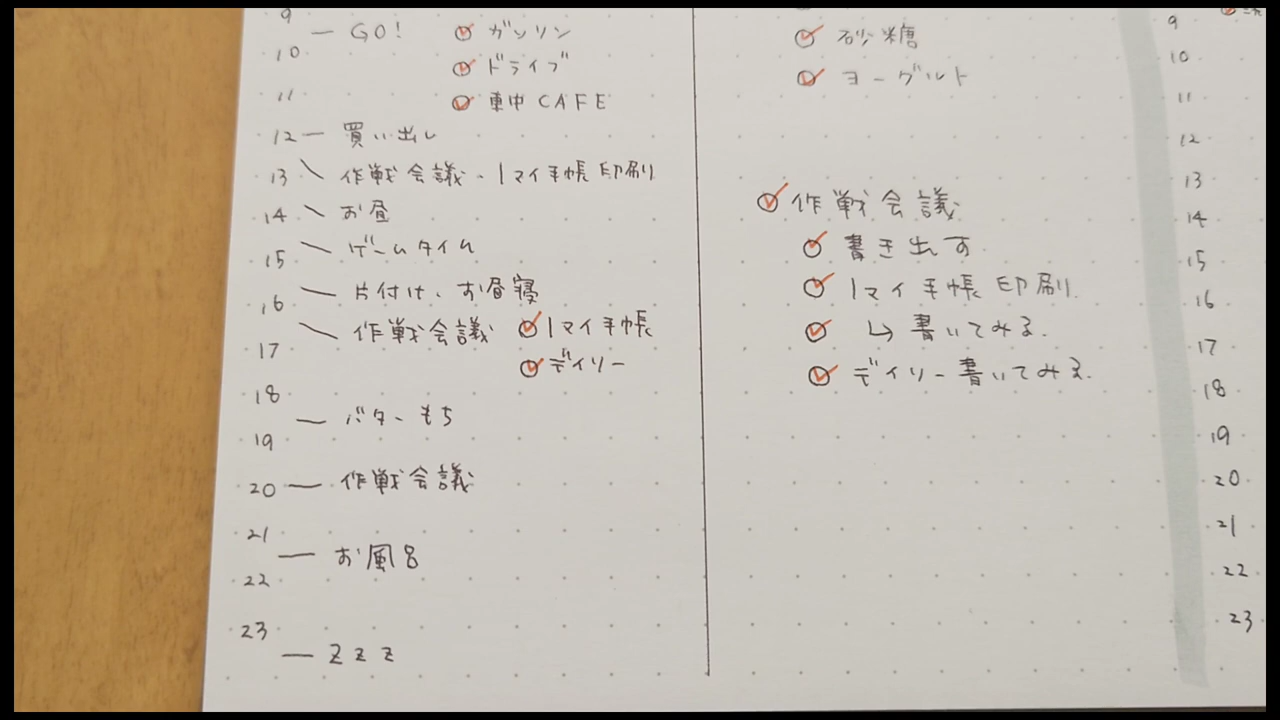 9
— GO! ガソリン
10
ドライブ
11
車中CAFE
12 — 買い出し
13 作戦会議・1マイ手帳印刷
14 お昼
15 ゲームタイム
16 — 片付け、お昼寝
17 作戦会議 1マイ手帳
デイリー
18
— バターもち
19
20 — 作戦会議
21
— お風呂
22
23
— Zzz
砂糖
ヨーグルト
作戦会議
書き出す
1マイ手帳印刷
↳ 書いてみる.
デイリー書いてみる.
9
10
11
12
13
14
15
16
17
18
19
20
21
22
23